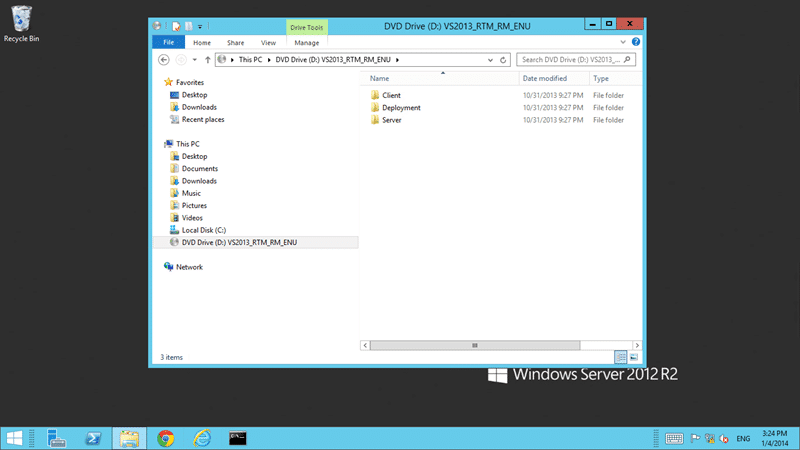 Recycle Bin
Drive Tools
DVD Drive (D:) VS2013_RTM_RM_ENU
File Home Share View Manage
This PC DVD Drive (D:) VS2013_RTM_RM_ENU
Search DVD Drive (D:) VS2013_...
Name Date modified Type
Favorites
Desktop
Downloads
Recent places
This PC
Desktop
Documents
Downloads
Music
Pictures
Videos
Local Disk (C:)
DVD Drive (D:) VS2013_RTM_RM_ENU
Network
Client 10/31/2013 9:27 PM File folder
Deployment 10/31/2013 9:27 PM File folder
Server 10/31/2013 9:27 PM File folder
3 items
Windows Server 2012 R2
ENG
3:24 PM
1/4/2014